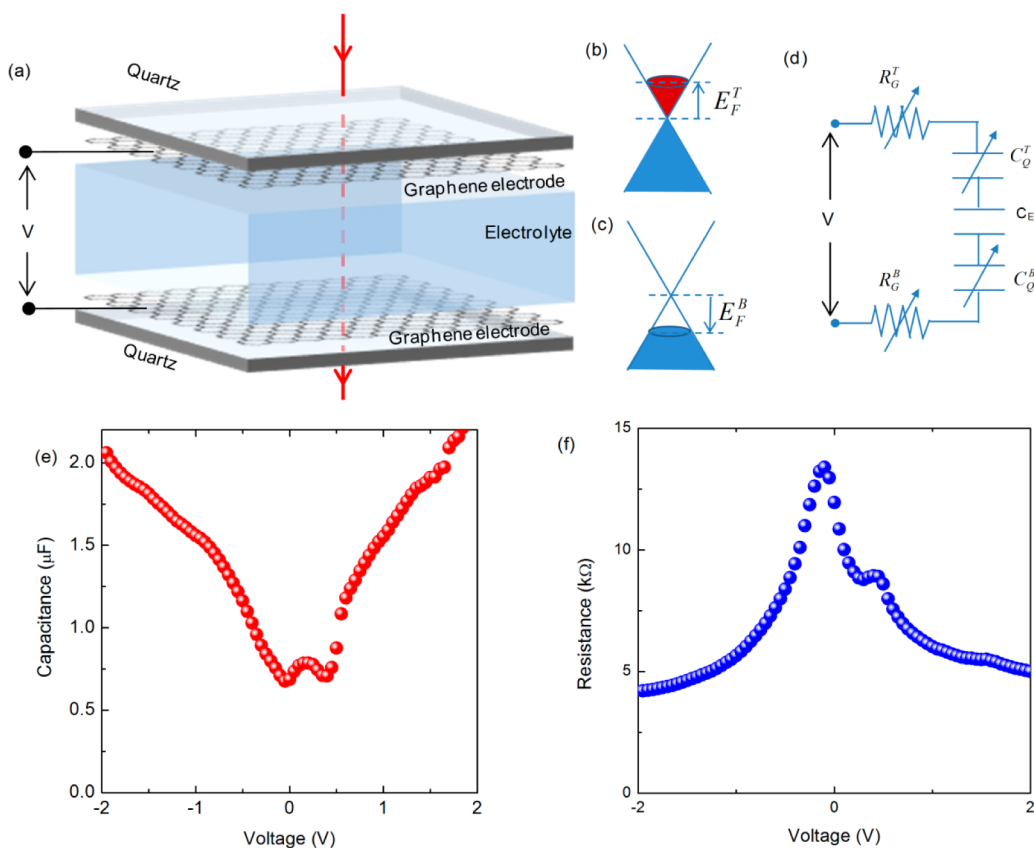 (a)
Quartz
V
Graphene electrode
Electrolyte
Graphene electrode
Quartz
(b)
E_F^T
(c)
E_F^B
(d)
R_G^T
C_Q^T
V
C_E
R_G^B
C_Q^B
(e)
Capacitance (μF)
2.0
1.5
1.0
0.5
0.0
-2 -1 0 1 2
Voltage (V)
(f)
Resistance (kΩ)
15
10
5
0
-2 0 2
Voltage (V)